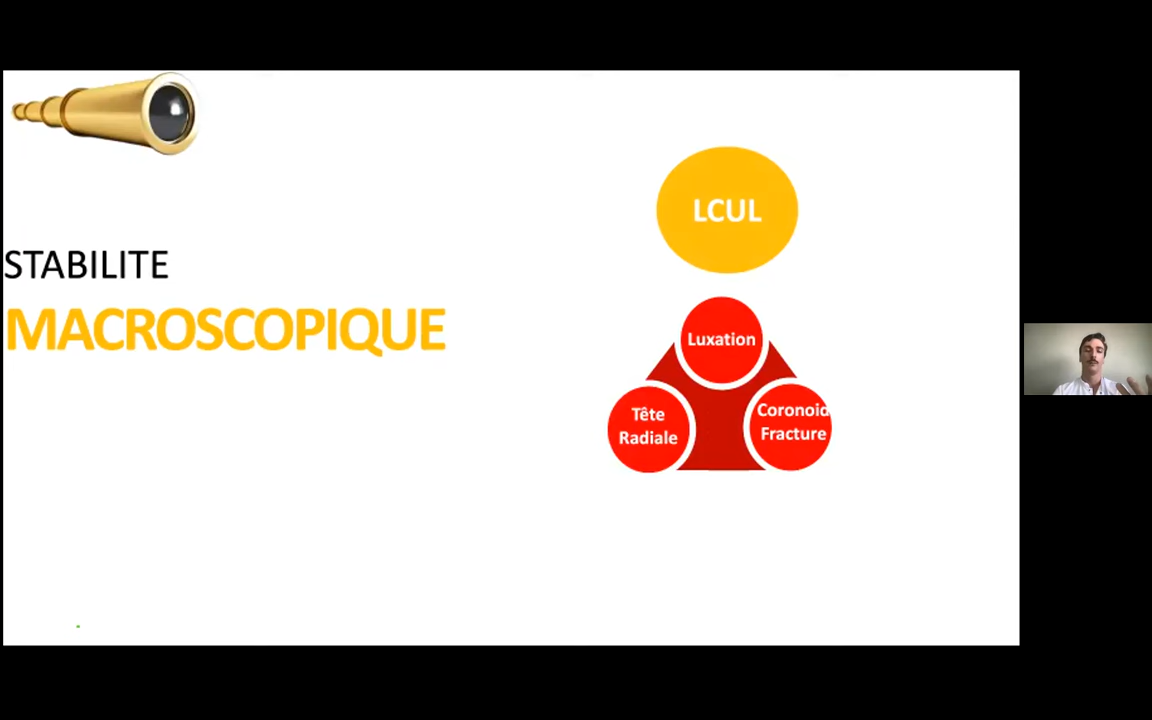 STABILITE
MACROSCOPIQUE
LCUL
Luxation
Tête
Radiale
Coronoid
Fracture